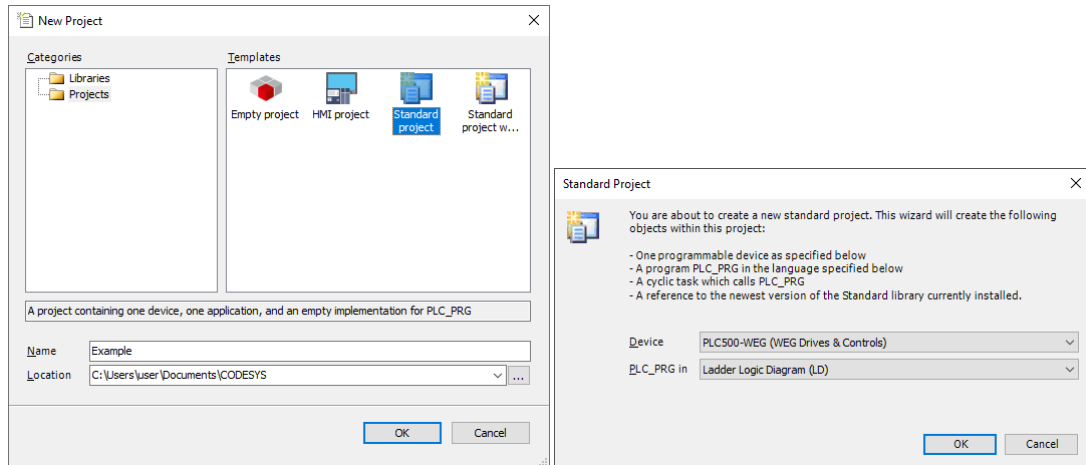 New Project
Categories
Templates
Libraries
Projects
Empty project
HMI project
Standard
project
Standard
project w...
A project containing one device, one application, and an empty implementation for PLC_PRG
Name
Example
Location
C:\Users\user\Documents\CODESYS
...
OK
Cancel
Standard Project
You are about to create a new standard project. This wizard will create the following
objects within this project:
- One programmable device as specified below
- A program PLC_PRG in the language specified below
- A cyclic task which calls PLC_PRG
- A reference to the newest version of the Standard library currently installed.
Device
PLC500-WEG (WEG Drives & Controls)
PLC_PRG in
Ladder Logic Diagram (LD)
OK
Cancel